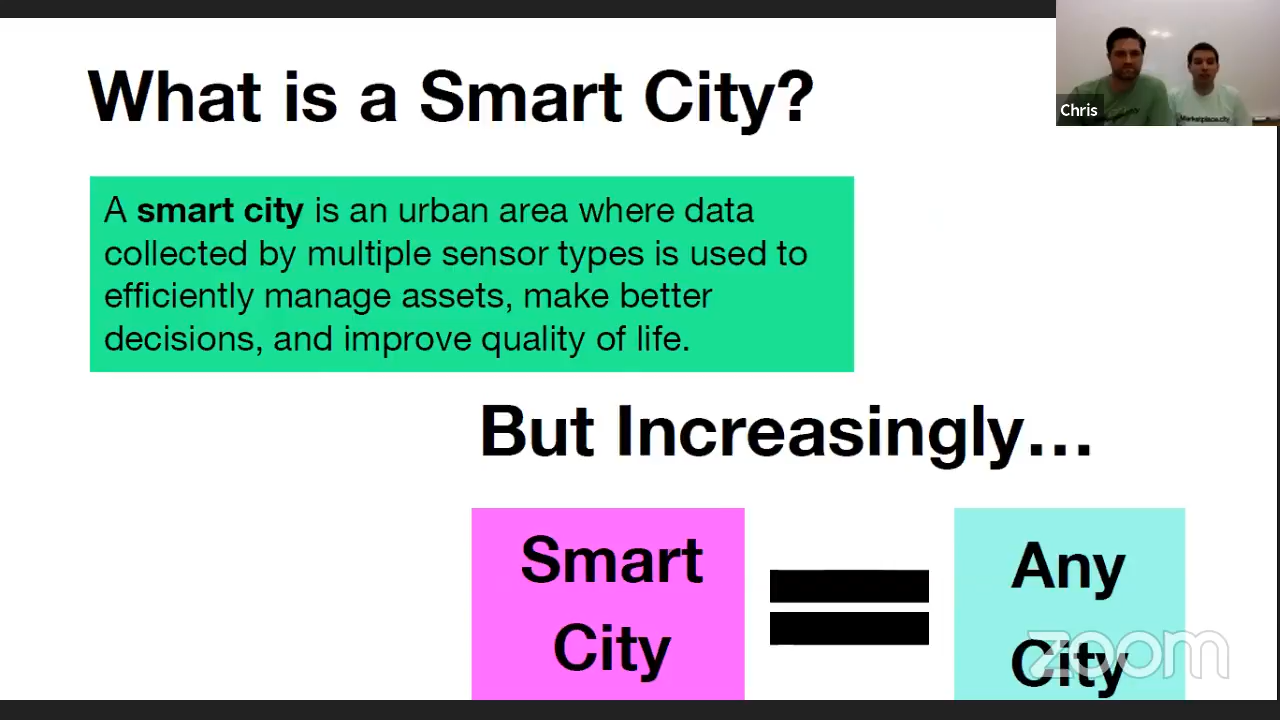 What is a Smart City?
Chris
Marketplace.city
A smart city is an urban area where data
collected by multiple sensor types is used to
efficiently manage assets, make better
decisions, and improve quality of life.
But Increasingly…
Smart
City
Any
City
zoom